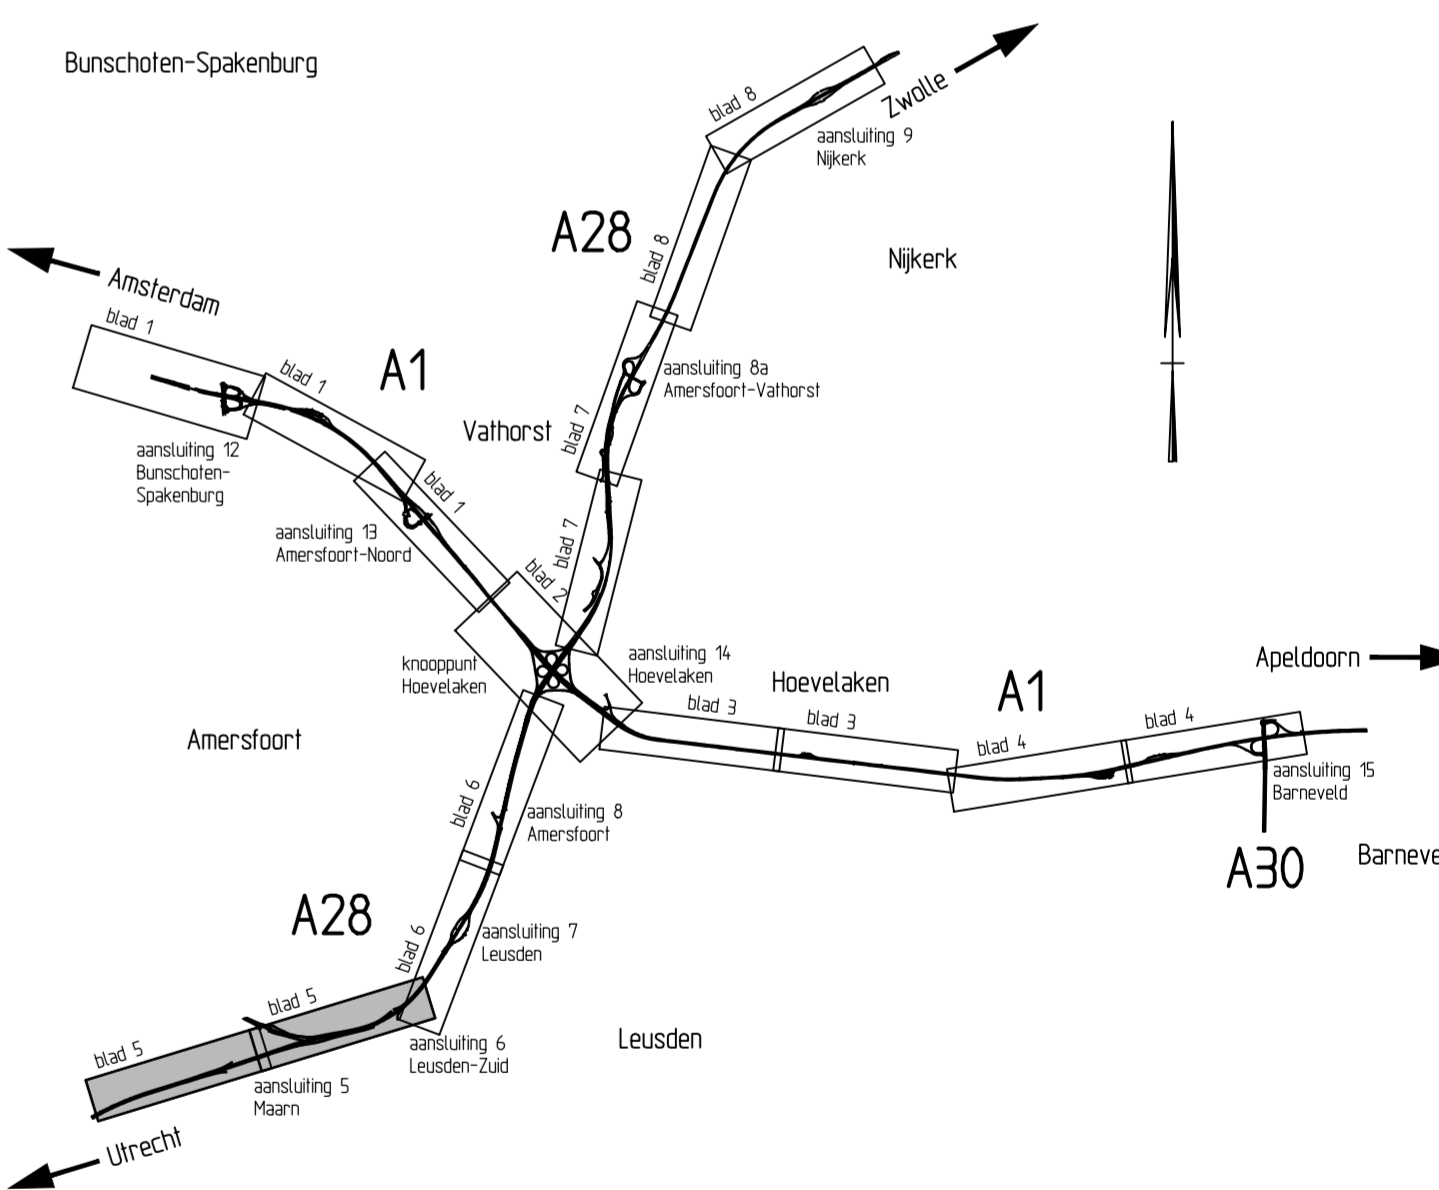 Bunschoten-Spakenburg
Zwolle
blad 8
aansluiting 9
Nijkerk
A28
blad 8
Nijkerk
Amsterdam
blad 1
A1
blad 1
aansluiting 8a
Amersfoort-Vathorst
Vathorst
blad 7
aansluiting 12
Bunschoten-
Spakenburg
blad 1
aansluiting 13
Amersfoort-Noord
blad 7
blad 2
knooppunt
Hoevelaken
aansluiting 14
Hoevelaken
Hoevelaken
Apeldoorn
A1
blad 3
blad 3
blad 4
blad 4
Amersfoort
aansluiting 15
Barneveld
blad 6
aansluiting 8
Amersfoort
A30
Barneve
A28
blad 6
aansluiting 7
Leusden
blad 5
blad 5
aansluiting 6
Leusden-Zuid
Leusden
aansluiting 5
Maarn
Utrecht